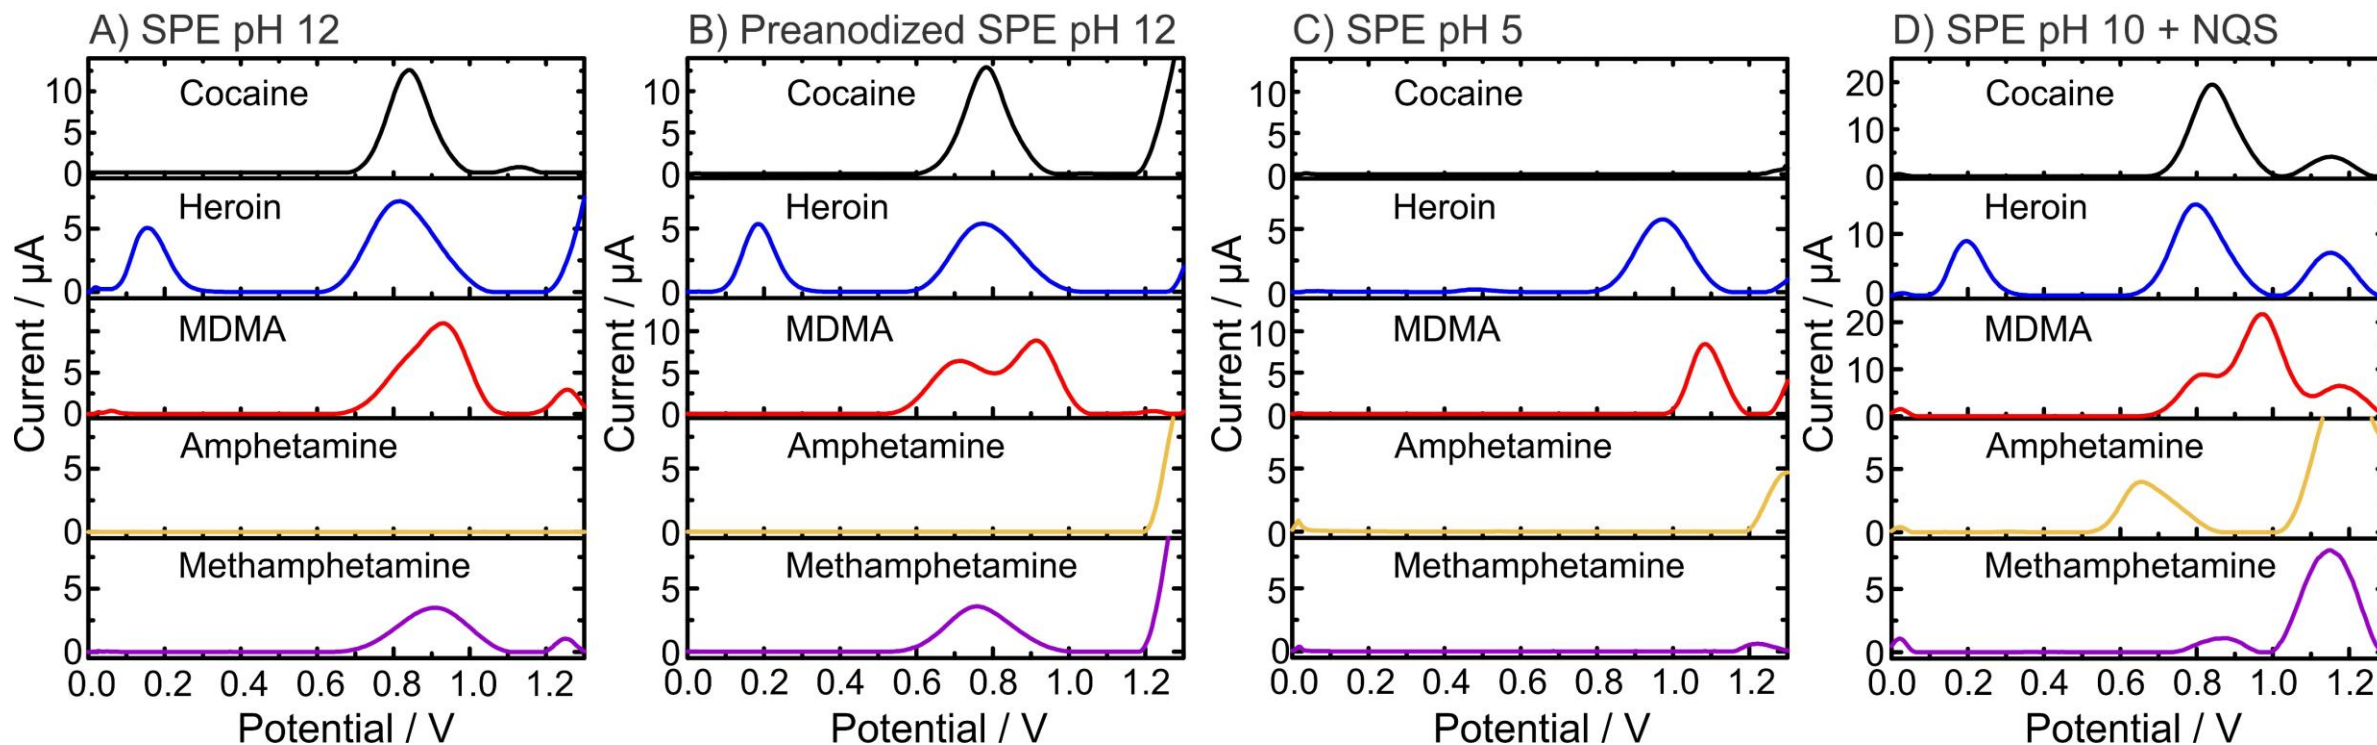 A) SPE pH 12
Cocaine
10
5
0
Heroin
5
0
MDMA
5
0
Amphetamine
5
0
Methamphetamine
5
0
0.0 0.2 0.4 0.6 0.8 1.0 1.2
Current / µA
Potential / V
B) Preanodized SPE pH 12
Cocaine
10
5
0
Heroin
5
0
MDMA
10
5
0
Amphetamine
5
0
Methamphetamine
5
0
0.0 0.2 0.4 0.6 0.8 1.0 1.2
Current / µA
Potential / V
C) SPE pH 5
Cocaine
10
5
0
Heroin
5
0
MDMA
10
5
0
Amphetamine
5
0
Methamphetamine
5
0
0.0 0.2 0.4 0.6 0.8 1.0 1.2
Current / µA
Potential / V
D) SPE pH 10 + NQS
Cocaine
20
10
0
Heroin
10
0
MDMA
20
10
0
Amphetamine
5
0
Methamphetamine
5
0
0.0 0.2 0.4 0.6 0.8 1.0 1.2
Current / µA
Potential / V